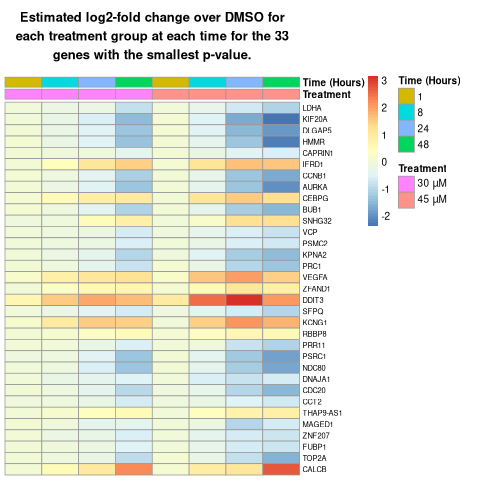 Estimated log2-fold change over DMSO for
each treatment group at each time for the 33
genes with the smallest p-value.
Time (Hours)
Treatment
LDHA
KIF20A
DLGAP5
HMMR
CAPRIN1
IFRD1
CCNB1
AURKA
CEBPG
BUB1
SNHG32
VCP
PSMC2
KPNA2
PRC1
VEGFA
ZFAND1
DDIT3
SFPQ
KCNG1
RBBP8
PRR11
PSRC1
NDC80
DNAJA1
CDC20
CCT2
THAP9-AS1
MAGED1
ZNF207
FUBP1
TOP2A
CALCB
3
2
1
0
-1
-2
Time (Hours)
1
8
24
48
Treatment
30 µM
45 µM